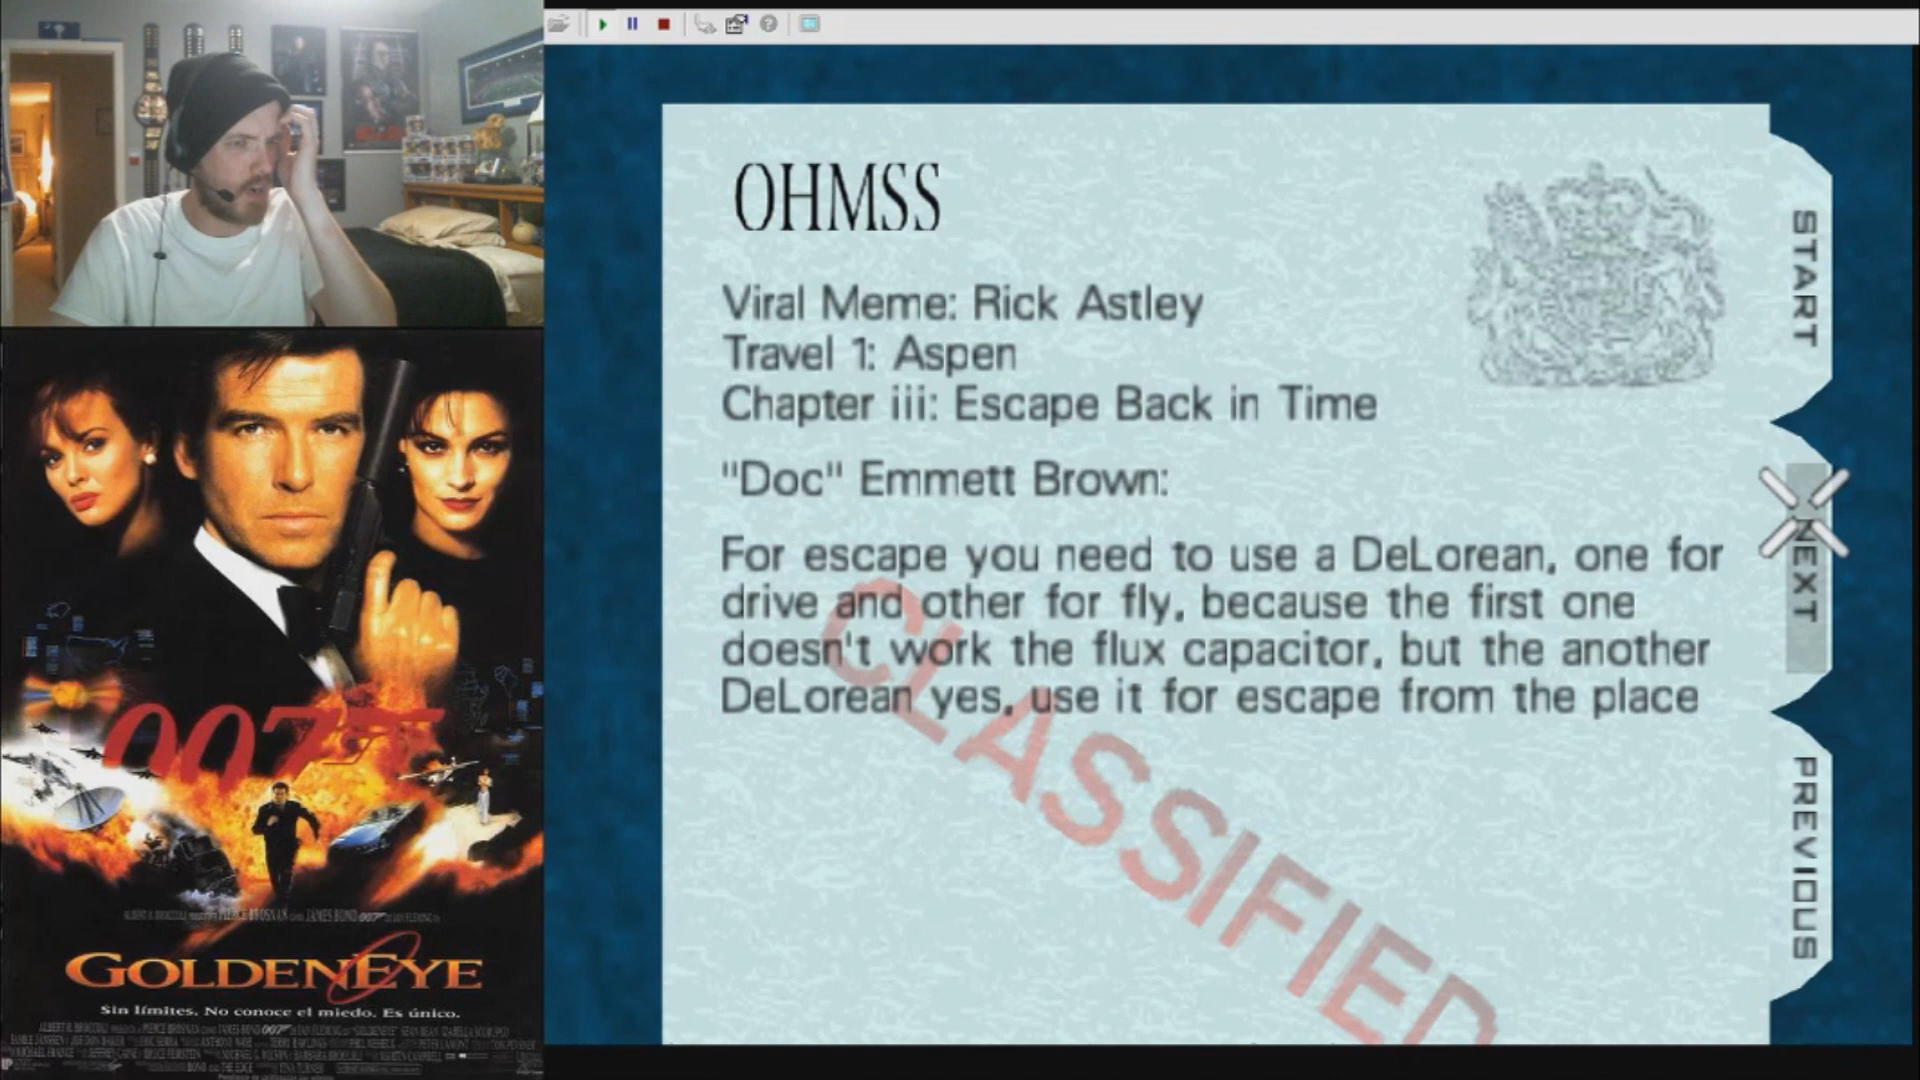 OHMSS
Viral Meme: Rick Astley
Travel 1: Aspen
Chapter iii: Escape Back in Time
"Doc" Emmett Brown:
For escape you need to use a DeLorean, one for
drive and other for fly, because the first one
doesn't work the flux capacitor, but the another
DeLorean yes, use it for escape from the place
CLASSIFIED
START
NEXT
PREVIOUS
007
GOLDENEYE
Sin límites. No conoce el miedo. Es único.